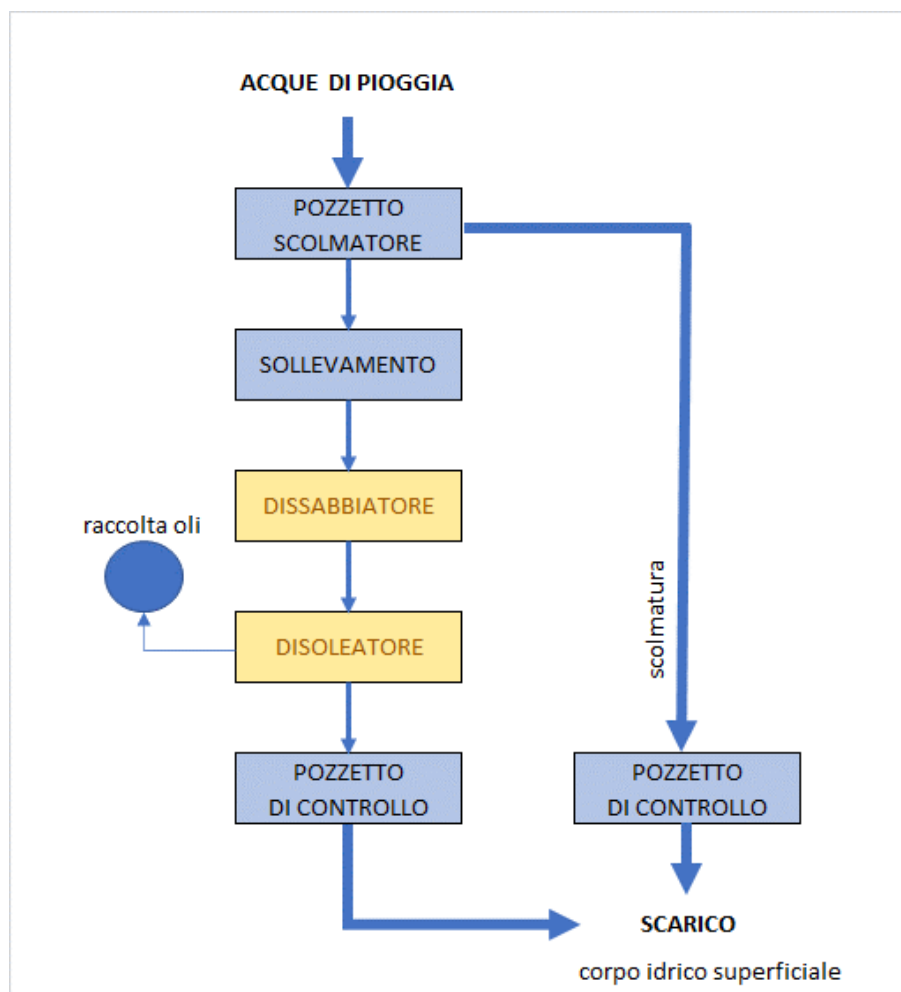 ACQUE DI PIOGGIA
POZZETTO
SCOLMATORE
SOLLEVAMENTO
DISSABBIATORE
raccolta oli
DISOLEATORE
scolmatura
POZZETTO
DI CONTROLLO
POZZETTO
DI CONTROLLO
SCARICO
corpo idrico superficiale